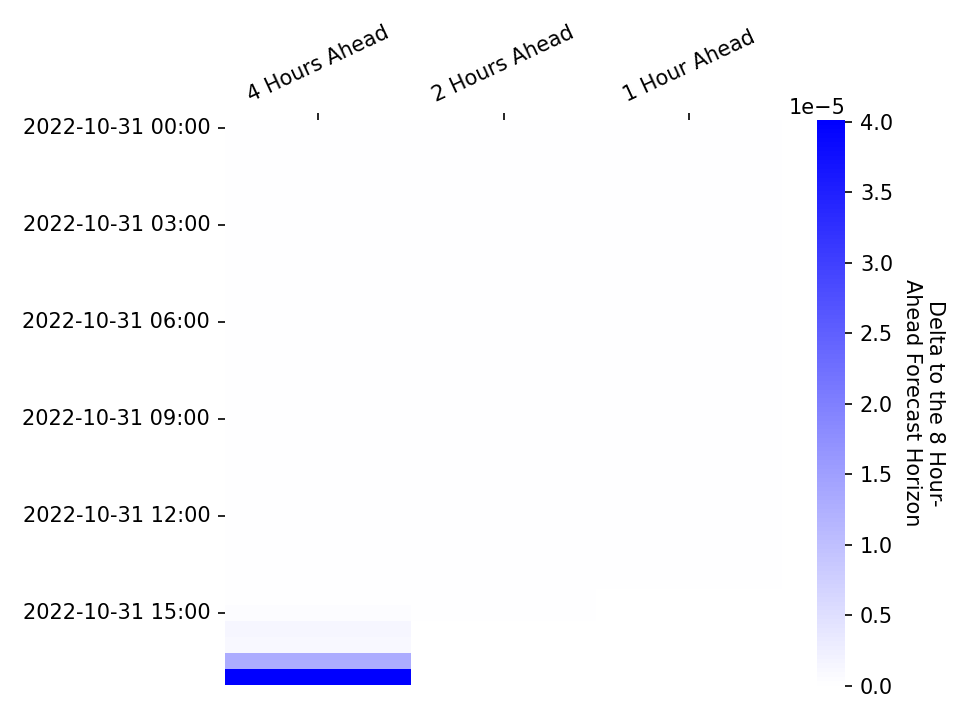 4 Hours Ahead
2 Hours Ahead
1 Hour Ahead
2022-10-31 00:00
2022-10-31 03:00
2022-10-31 06:00
2022-10-31 09:00
2022-10-31 12:00
2022-10-31 15:00
1e−5
4.0
3.5
3.0
2.5
2.0
1.5
1.0
0.5
0.0
Delta to the 8 Hour-
Ahead Forecast Horizon